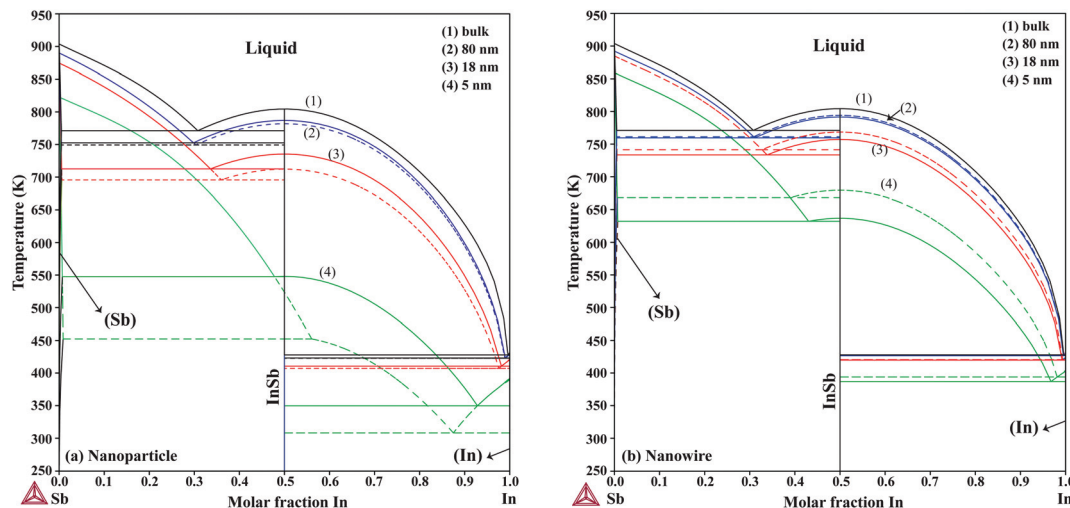 950
900
850
800
750
700
650
600
550
500
450
400
350
300
250
Temperature (K)
Liquid
(1) bulk
(2) 80 nm
(3) 18 nm
(4) 5 nm
(1)
(2)
(3)
(4)
(Sb)
InSb
(In)
(a) Nanoparticle
0 0.1 0.2 0.3 0.4 0.5 0.6 0.7 0.8 0.9 1.0
Sb
Molar fraction In
In
950
900
850
800
750
700
650
600
550
500
450
400
350
300
250
Temperature (K)
Liquid
(1) bulk
(2) 80 nm
(3) 18 nm
(4) 5 nm
(1)
(2)
(3)
(4)
(Sb)
InSb
(In)
(b) Nanowire
0 0.1 0.2 0.3 0.4 0.5 0.6 0.7 0.8 0.9 1.0
Sb
Molar fraction In
In